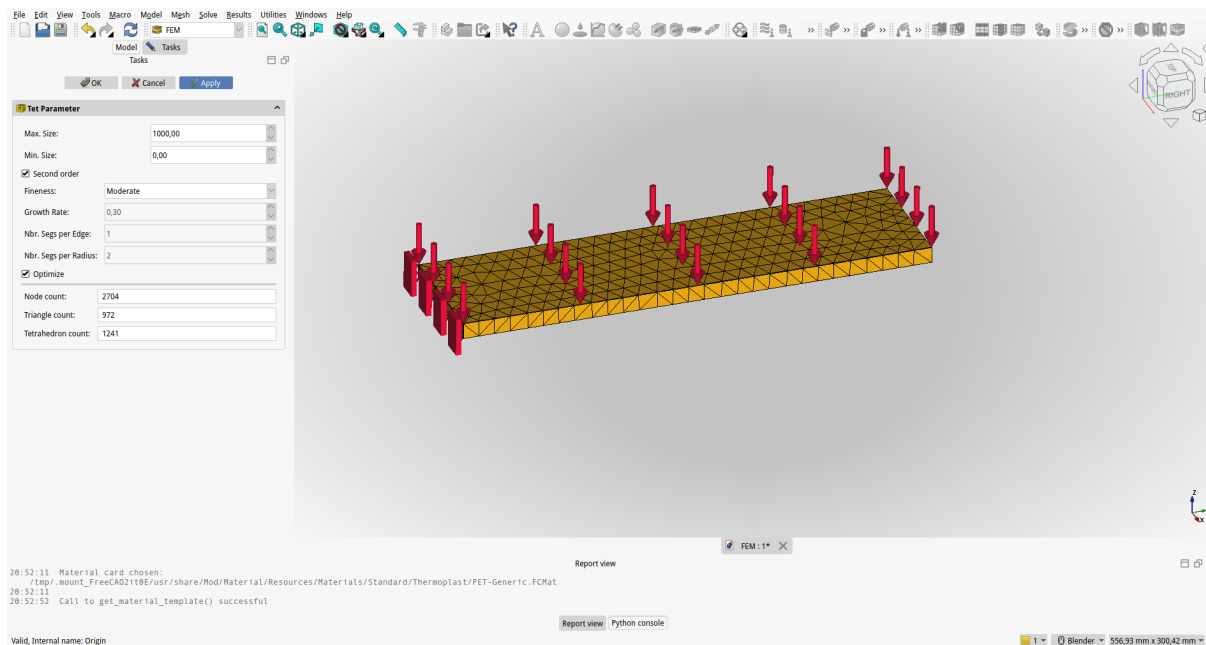 File Edit View Tools Macro Model Mesh Solve Results Utilities Windows Help
FEM
Model Tasks
Tasks
OK Cancel Apply
Tet Parameter
Max. Size: 1000,00
Min. Size: 0,00
Second order
Fineness: Moderate
Growth Rate: 0,30
Nbr. Segs per Edge: 1
Nbr. Segs per Radius: 2
Optimize
Node count: 2704
Triangle count: 972
Tetrahedron count: 1241
RIGHT
Z
X
FEM : 1*
Report view
20:52:11 Material card chosen:
/tmp/.mount_FreeCAO2it0E/usr/share/Mod/Material/Resources/Materials/Standard/Thermoplast/PET-Generic.FCMat
20:52:11
20:52:52 Call to get_material_template() successful
Report view Python console
Valid, Internal name: Origin
1 Blender 556,93 mm x 300,42 mm